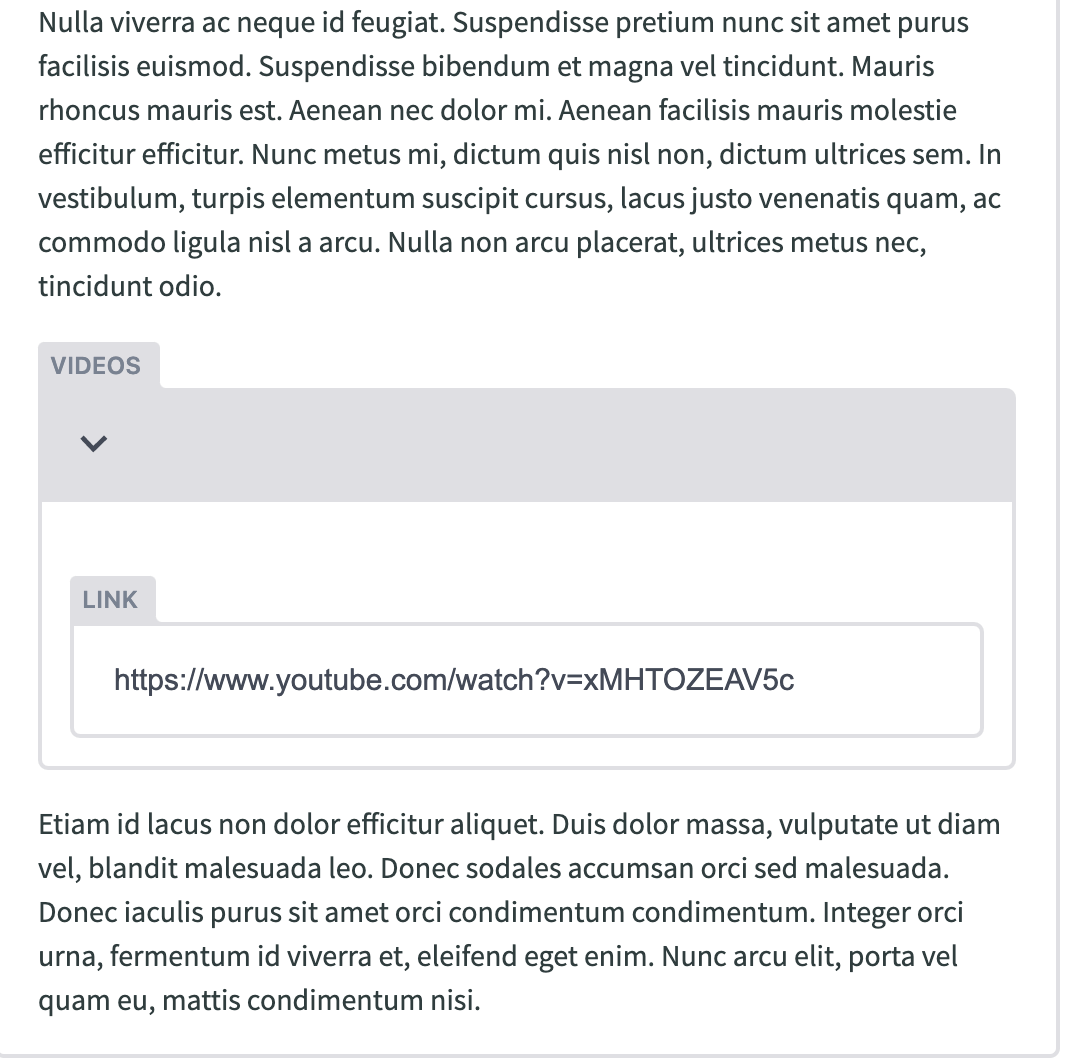 Nulla viverra ac neque id feugiat. Suspendisse pretium nunc sit amet purus
facilisis euismod. Suspendisse bibendum et magna vel tincidunt. Mauris
rhoncus mauris est. Aenean nec dolor mi. Aenean facilisis mauris molestie
efficitur efficitur. Nunc metus mi, dictum quis nisl non, dictum ultrices sem. In
vestibulum, turpis elementum suscipit cursus, lacus justo venenatis quam, ac
commodo ligula nisl a arcu. Nulla non arcu placerat, ultrices metus nec,
tincidunt odio.
VIDEOS
LINK
https://www.youtube.com/watch?v=xMHTOZEAV5c
Etiam id lacus non dolor efficitur aliquet. Duis dolor massa, vulputate ut diam
vel, blandit malesuada leo. Donec sodales accumsan orci sed malesuada.
Donec iaculis purus sit amet orci condimentum condimentum. Integer orci
urna, fermentum id viverra et, eleifend eget enim. Nunc arcu elit, porta vel
quam eu, mattis condimentum nisi.